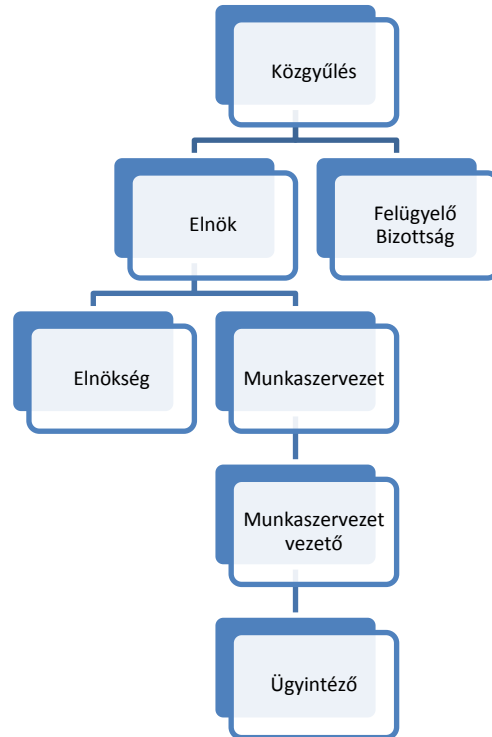 Közgyűlés
Elnök
Felügyelő
Bizottság
Elnökség
Munkaszervezet
Munkaszervezet
vezető
Ügyintéző